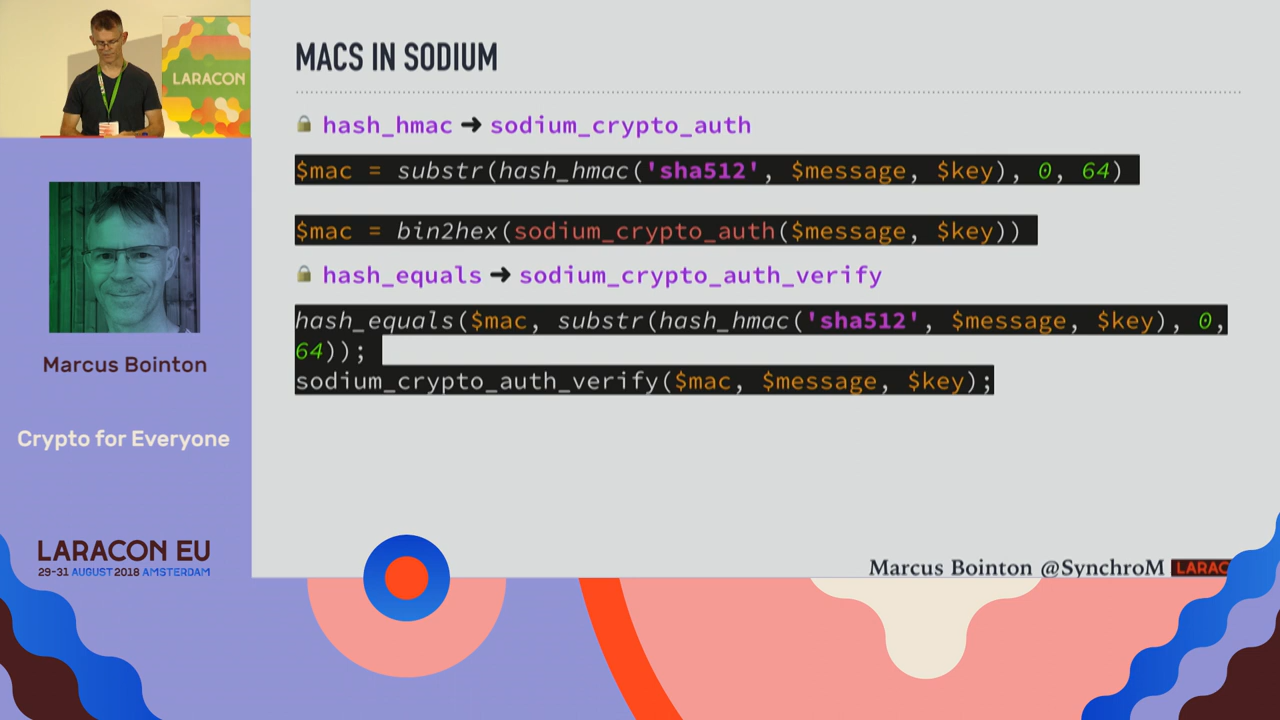 LARACON
MACS IN SODIUM
🔒 hash_hmac ➜ sodium_crypto_auth
$mac = substr(hash_hmac('sha512', $message, $key), 0, 64)
$mac = bin2hex(sodium_crypto_auth($message, $key))
🔒 hash_equals ➜ sodium_crypto_auth_verify
hash_equals($mac, substr(hash_hmac('sha512', $message, $key), 0,
64));
sodium_crypto_auth_verify($mac, $message, $key);
Marcus Bointon @SynchroM
Marcus Bointon
Crypto for Everyone
LARACON EU
29-31 AUGUST 2018 AMSTERDAM